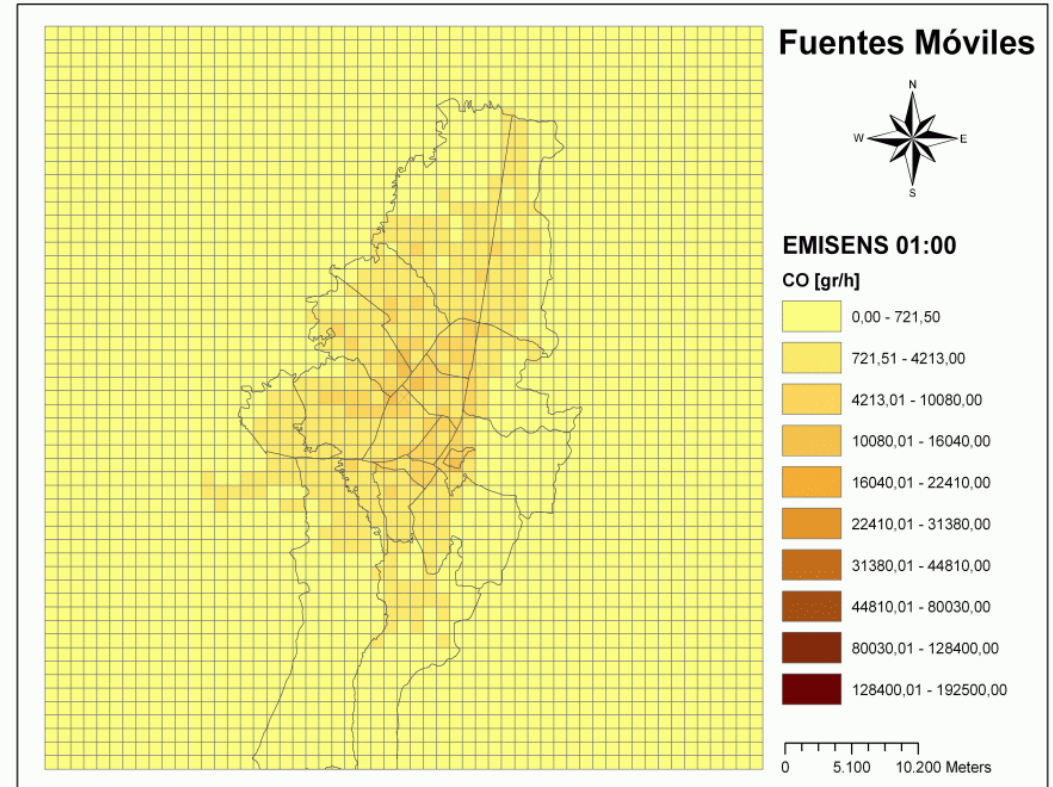 Fuentes Móviles
N
W E
S
EMISENS 01:00
CO [gr/h]
0,00 - 721,50
721,51 - 4213,00
4213,01 - 10080,00
10080,01 - 16040,00
16040,01 - 22410,00
22410,01 - 31380,00
31380,01 - 44810,00
44810,01 - 80030,00
80030,01 - 128400,00
128400,01 - 192500,00
0 5.100 10.200 Meters